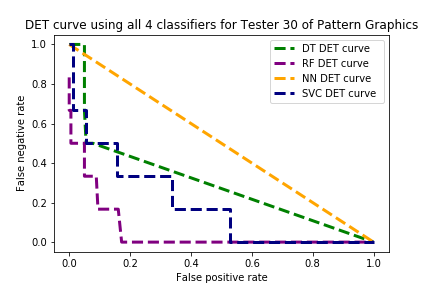 DET curve using all 4 classifiers for Tester 30 of Pattern Graphics
DT DET curve
RF DET curve
NN DET curve
SVC DET curve
False negative rate
1.0
0.8
0.6
0.4
0.2
0.0
0.0 0.2 0.4 0.6 0.8 1.0
False positive rate